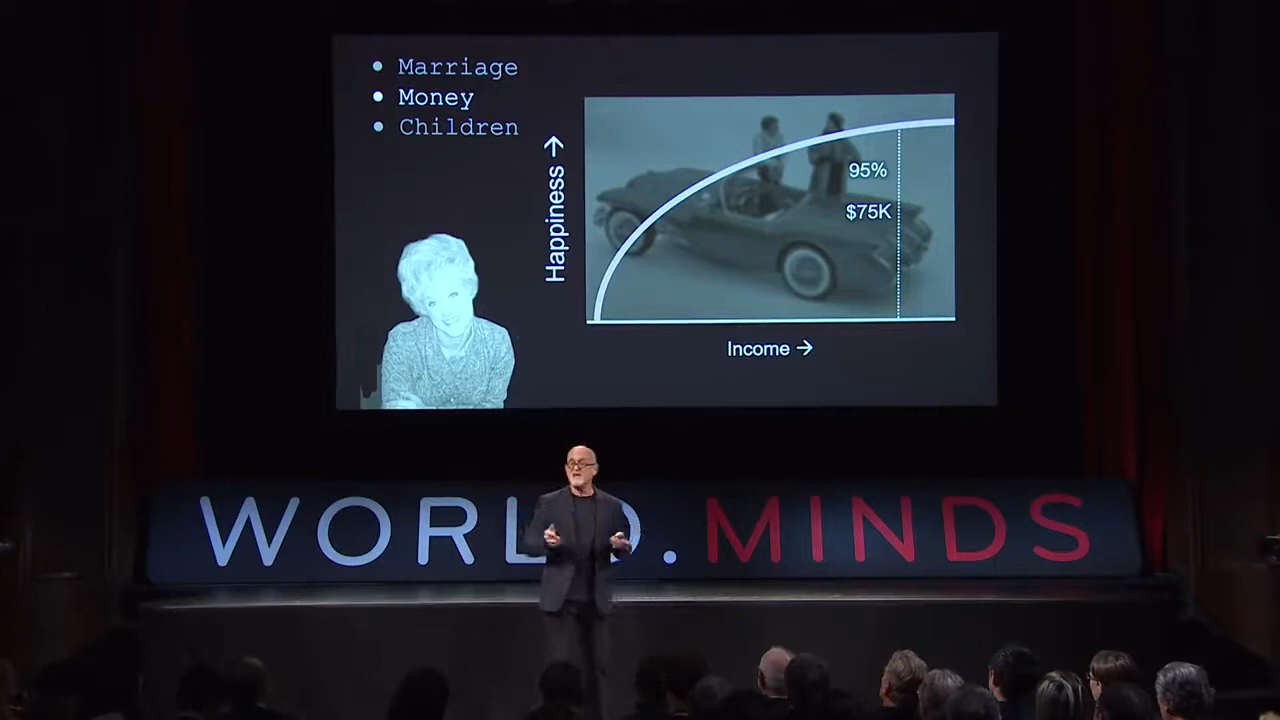 Marriage
Money
Children
Happiness →
95%
$75K
Income →
WORLD.MINDS